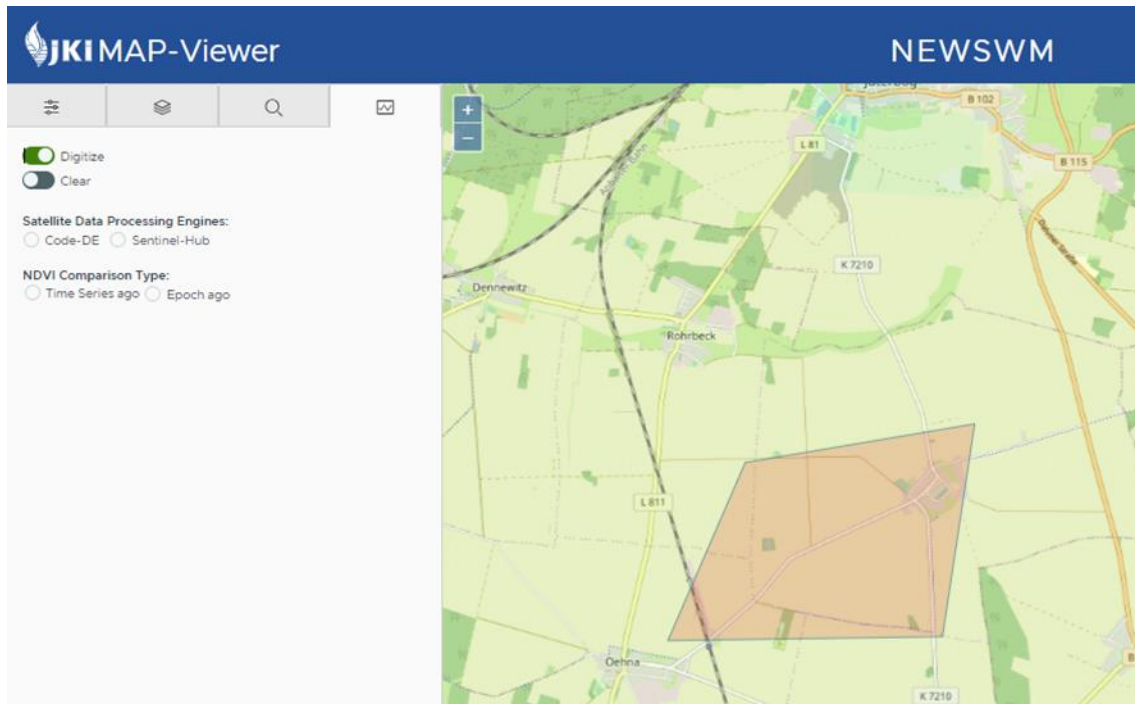 JKI MAP-Viewer
NEWSWM
Digitize
Clear
Satellite Data Processing Engines:
Code-DE Sentinel-Hub
NDVI Comparison Type:
Time Series ago Epoch ago
+
−
B 102
L 81
B 115
K 7210
Dennewitz
Rohrbeck
L 811
Oehna
K 7210
B